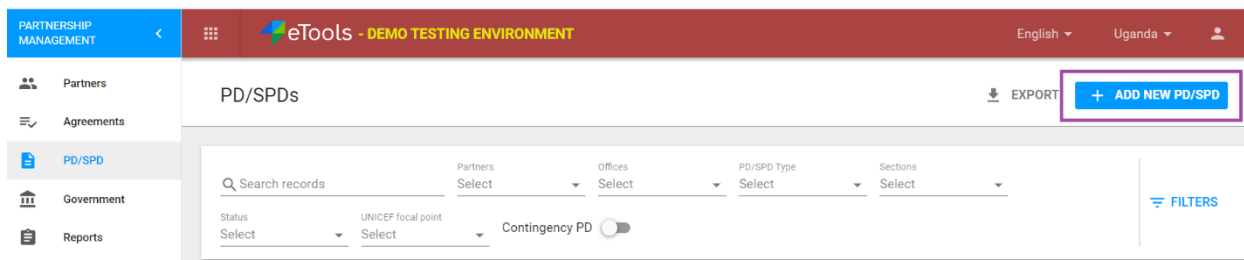 PARTNERSHIP
MANAGEMENT
eTools - DEMO TESTING ENVIRONMENT
English
Uganda
Partners
Agreements
PD/SPD
Government
Reports
PD/SPDs
EXPORT
+ ADD NEW PD/SPD
Search records
Partners
Select
Offices
Select
PD/SPD Type
Select
Sections
Select
Status
Select
UNICEF focal point
Select
Contingency PD
FILTERS